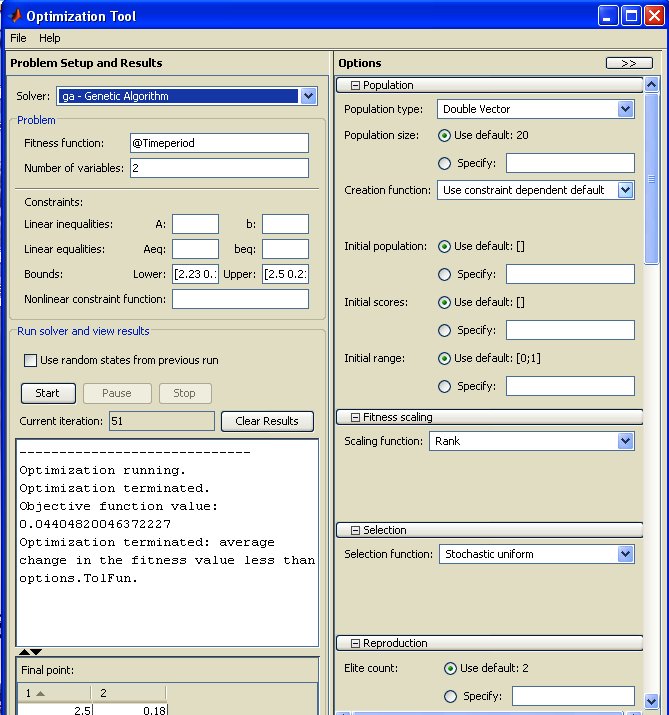 Optimization Tool
File Help
Problem Setup and Results
Solver: ga - Genetic Algorithm
Problem
Fitness function: @Timeperiod
Number of variables: 2
Constraints:
Linear inequalities: A: b:
Linear equalities: Aeq: beq:
Bounds: Lower: [2.23 0.1 Upper: [2.5 0.2
Nonlinear constraint function:
Run solver and view results
Use random states from previous run
Start Pause Stop
Current iteration: 51 Clear Results
----------------------------
Optimization running.
Optimization terminated.
Objective function value:
0.04404820046372227
Optimization terminated: average
change in the fitness value less than
options.TolFun.
Final point:
1 2
2.5 0.18
Options >>
Population
Population type: Double Vector
Population size: Use default: 20
Specify:
Creation function: Use constraint dependent default
Initial population: Use default: []
Specify:
Initial scores: Use default: []
Specify:
Initial range: Use default: [0;1]
Specify:
Fitness scaling
Scaling function: Rank
Selection
Selection function: Stochastic uniform
Reproduction
Elite count: Use default: 2
Specify: